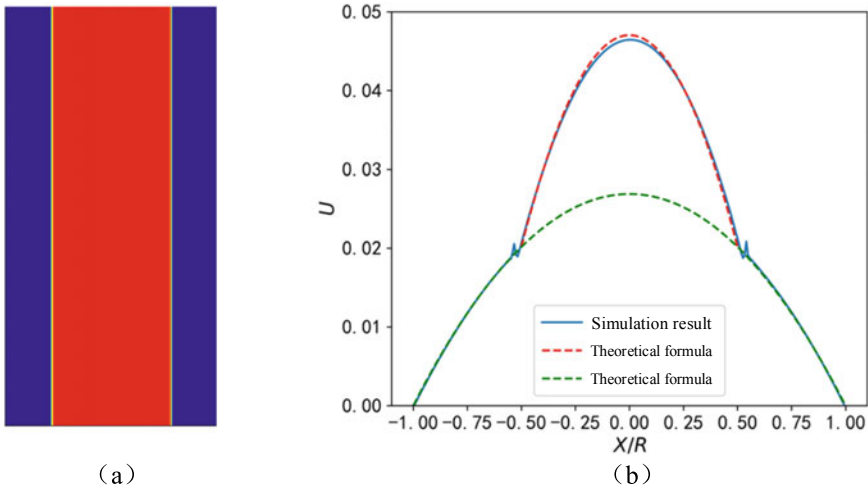 0. 05
0. 04
0. 03
0. 02
0. 01
0. 00
U
Simulation result
Theoretical formula
Theoretical formula
−1. 00 −0. 75 −0. 50 −0. 25 0. 00 0. 25 0. 50 0. 75 1. 00
X/R
（a） （b）